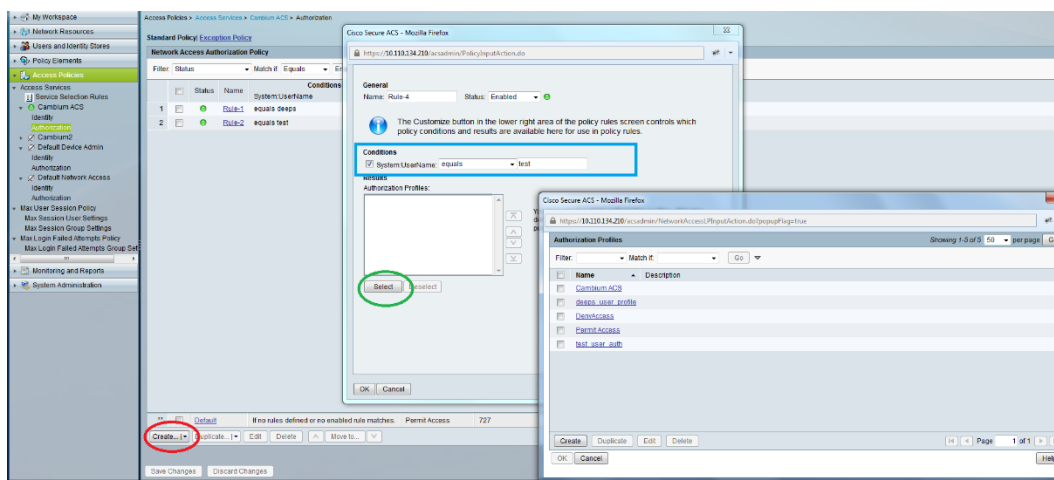 My Workspace
Network Resources
Users and Identity Stores
Policy Elements
Access Policies
Access Services
Service Selection Rules
Cambium ACS
Identity
Authorization
Cambium2
Default Device Admin
Identity
Authorization
Default Network Access
Identity
Authorization
Max User Session Policy
Max Session User Settings
Max Session Group Settings
Max Login Failed Attempts Policy
Max Login Failed Attempts Group Set
Monitoring and Reports
System Administration
Access Policies > Access Services > Cambium ACS > Authorization
Standard Policy| Exception Policy
Network Access Authorization Policy
Filter: Status Match if: Equals
Status Name Conditions
System:UserName
1 Rule-1 equals deeps
2 Rule-2 equals test
** Default If no rules defined or no enabled rule matches. Permit Access 727
Create... Duplicate... Edit Delete Move to...
Save Changes Discard Changes
Cisco Secure ACS - Mozilla Firefox
https://10.110.134.210/acsadmin/PolicyInputAction.do
General
Name: Rule-4 Status: Enabled
The Customize button in the lower right area of the policy rules screen controls which
policy conditions and results are available here for use in policy rules.
Conditions
System:UserName: equals test
Results
Authorization Profiles:
Select Deselect
OK Cancel
Cisco Secure ACS - Mozilla Firefox
https://10.110.134.210/acsadmin/NetworkAccessLPInputAction.do?popupFlag=true
Authorization Profiles Showing 1-5 of 5 50 per page G
Filter: Match if: Go
Name Description
Cambium ACS
deeps_user_profile
DenyAccess
Permit Access
test_user_auth
Create Duplicate Edit Delete Page 1 of 1
OK Cancel Help